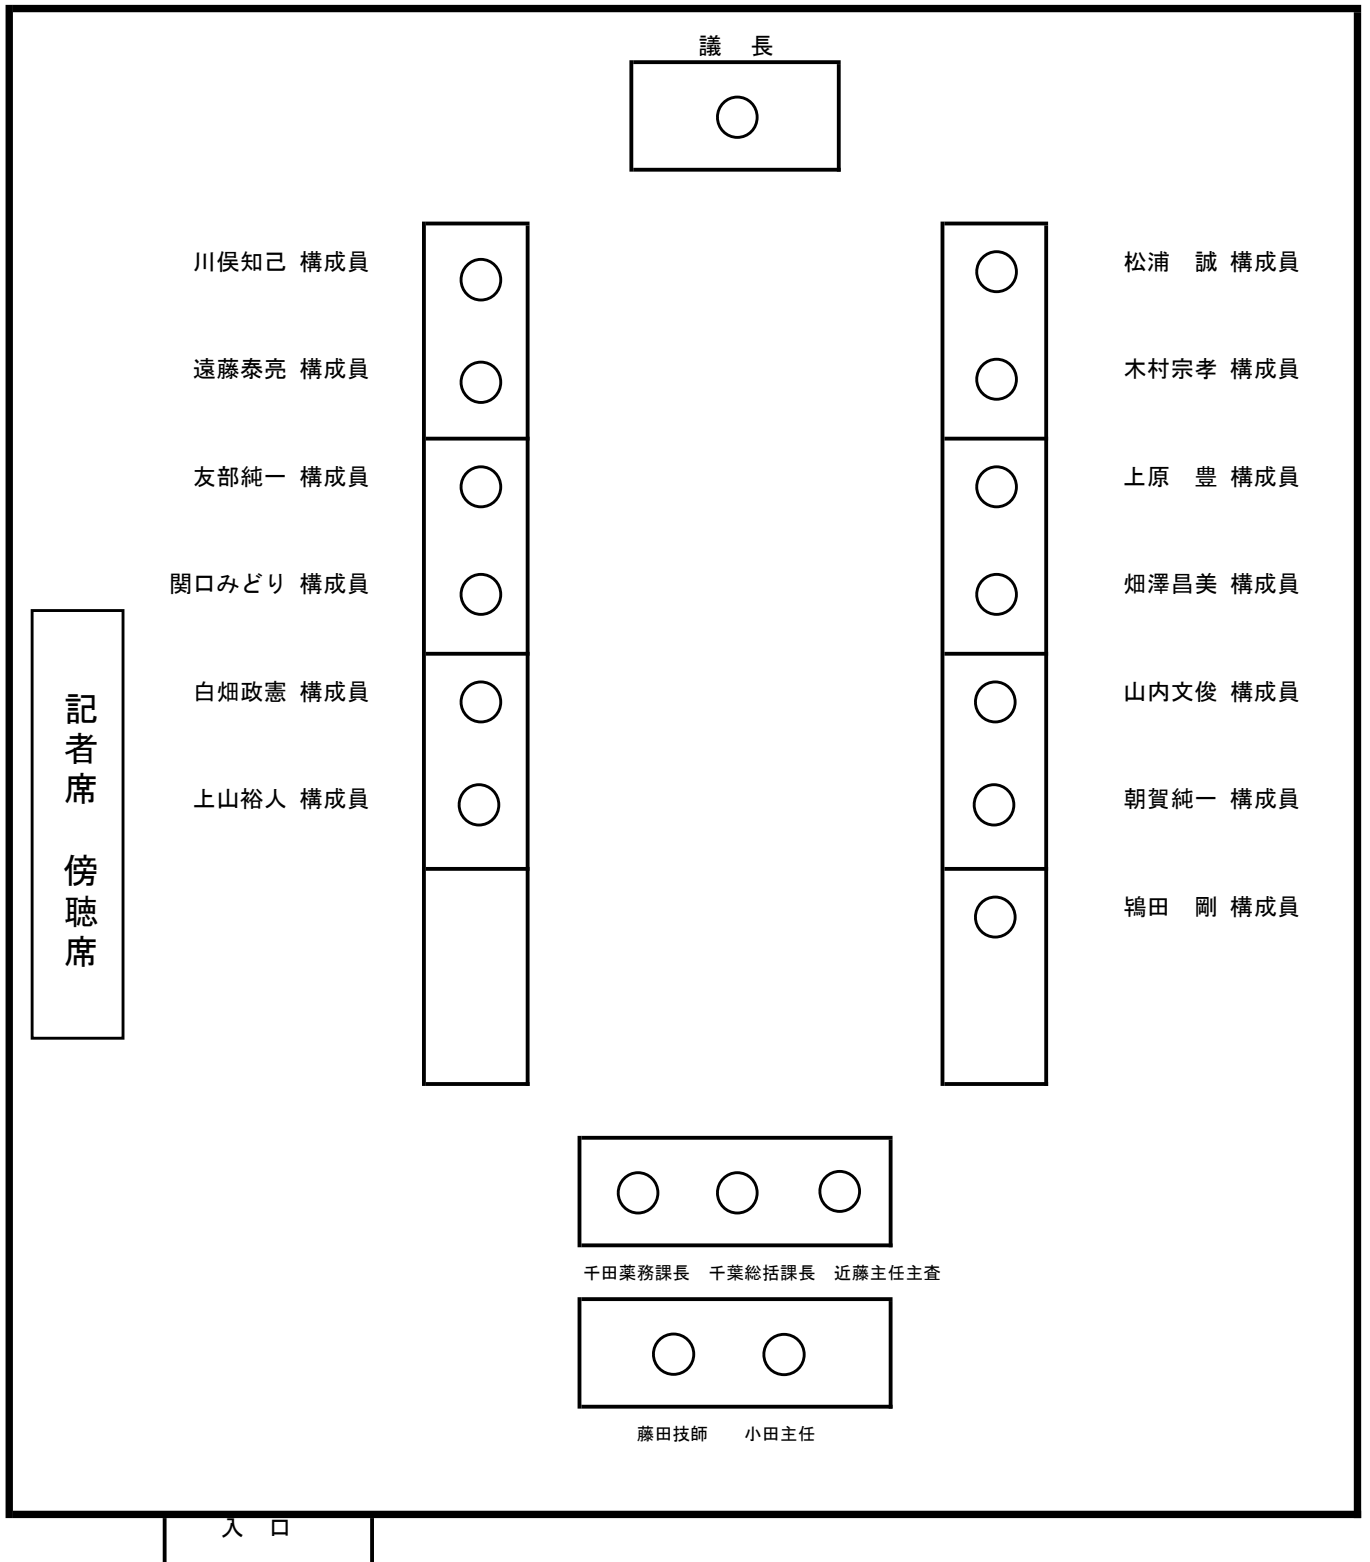 議　長
川俣知己 構成員
松浦　誠 構成員
遠藤泰亮 構成員
木村宗孝 構成員
友部純一 構成員
上原　豊 構成員
関口みどり 構成員
畑澤昌美 構成員
白畑政憲 構成員
山内文俊 構成員
上山裕人 構成員
朝賀純一 構成員
鴇田　剛 構成員
記者席　傍聴席
千田薬務課長　千葉総括課長　近藤主任主査
藤田技師　小田主任
入　口